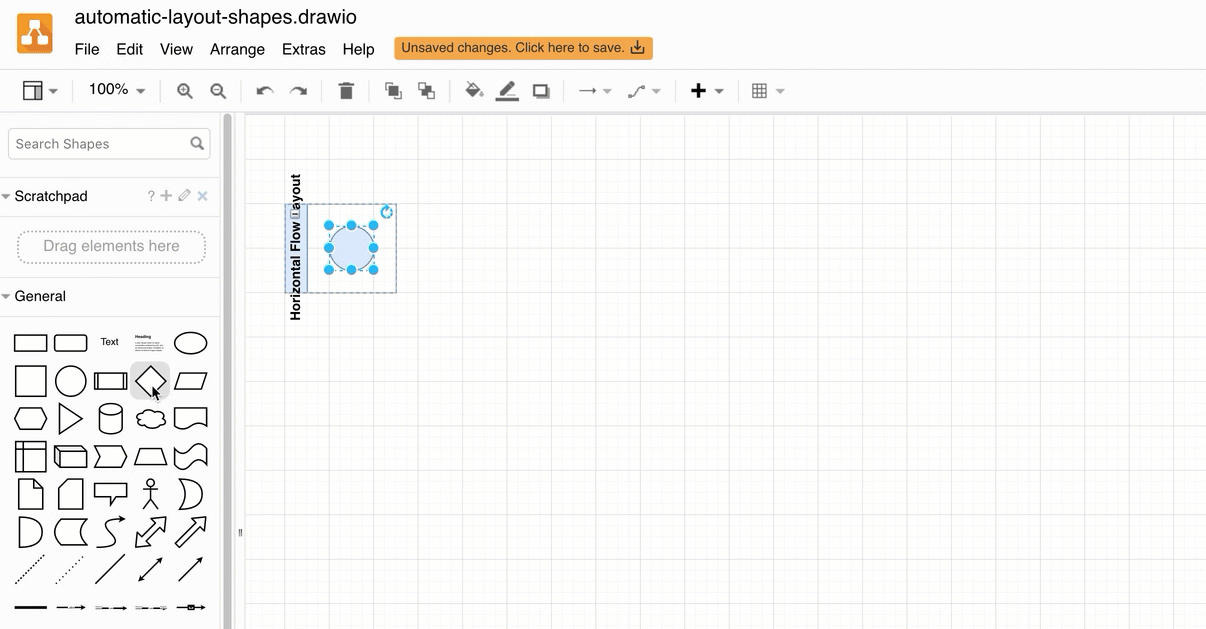 automatic-layout-shapes.drawio
File Edit View Arrange Extras Help
Unsaved changes. Click here to save.
100%
Search Shapes
Scratchpad
?
Drag elements here
General
Text
Heading
Horizontal Flow Layout